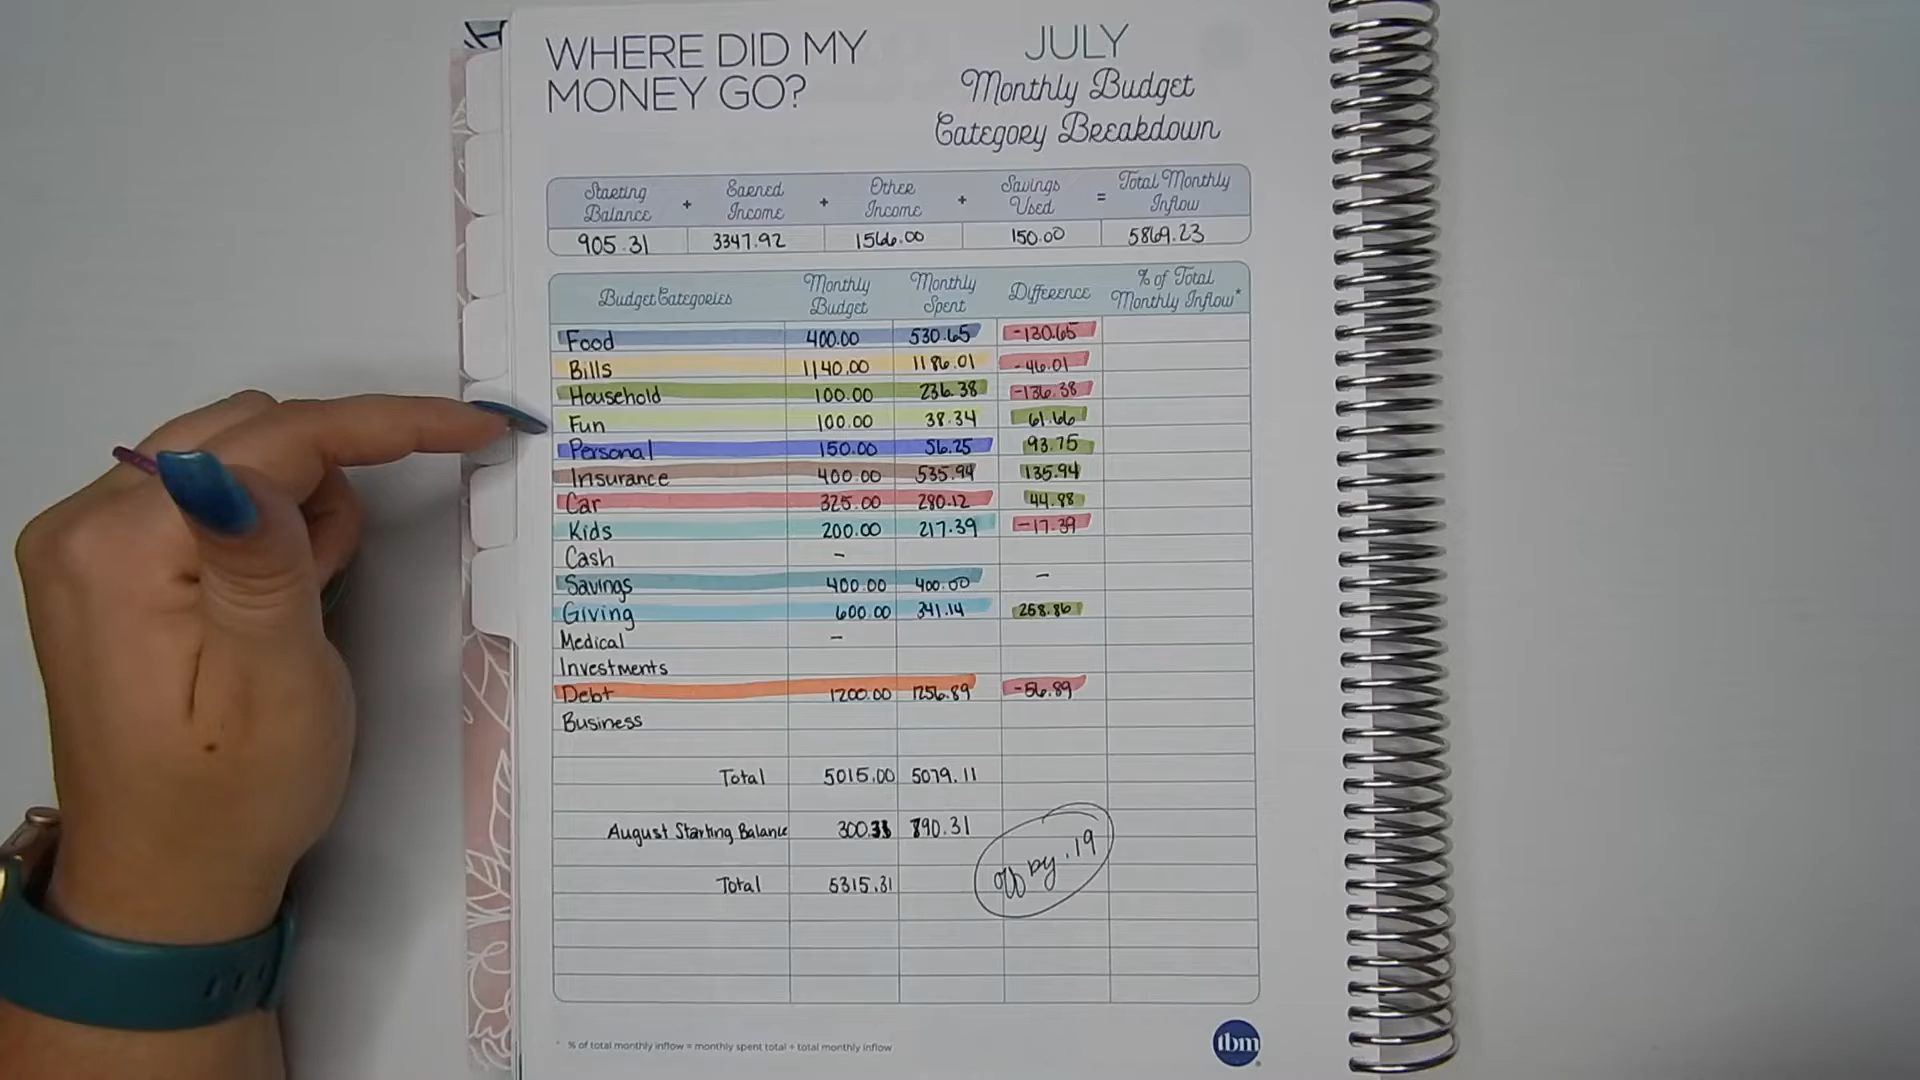 WHERE DID MY
MONEY GO?
JULY
Monthly Budget
Category Breakdown
Starting Balance + Earned Income + Other Income + Savings Used = Total Monthly Inflow
905.31 3347.92 1566.00 150.00 5869.23
Budget Categories Monthly Budget Monthly Spent Difference % of Total Monthly Inflow*
Food 400.00 530.65 -130.65
Bills 1140.00 1186.01 -46.01
Household 100.00 236.38 -136.38
Fun 100.00 38.34 61.66
Personal 150.00 56.25 93.75
Insurance 400.00 535.94 135.94
Car 325.00 280.12 44.88
Kids 200.00 217.39 -17.39
Cash -
Savings 400.00 400.00 -
Giving 600.00 341.14 258.86
Medical -
Investments
Debt 1200.00 1256.89 -56.89
Business
Total 5015.00 5079.11
August Starting Balance 300.31 790.31
Total 5315.31
off by .19
* % of total monthly inflow = monthly spent total ÷ total monthly inflow
tbm